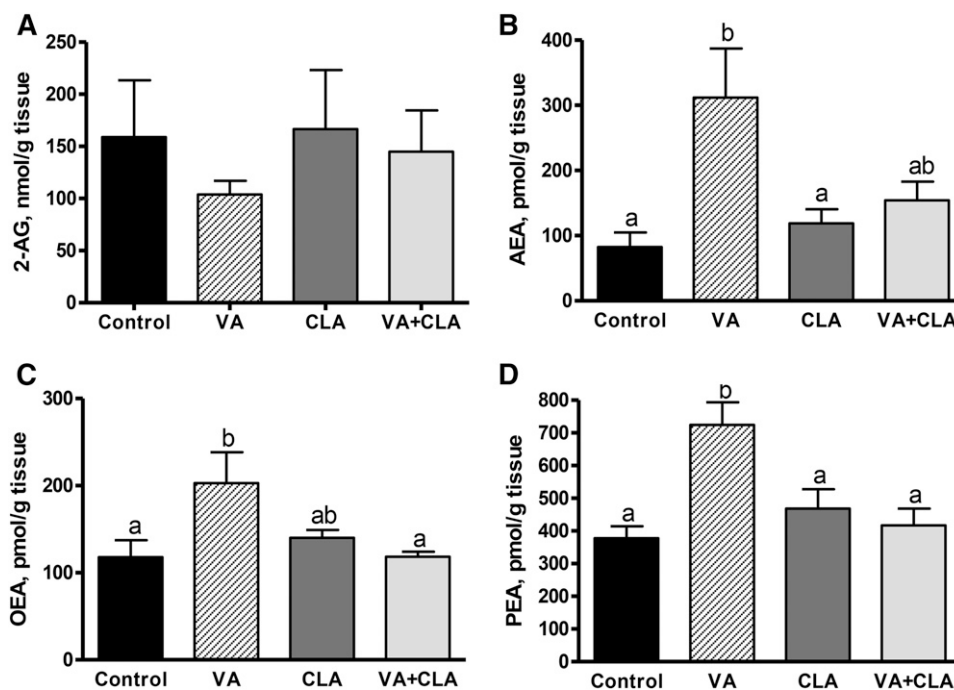 A
2-AG, nmol/g tissue
250
200
150
100
50
0
Control VA CLA VA+CLA
B
AEA, pmol/g tissue
400
300
200
100
0
a b a ab
Control VA CLA VA+CLA
C
OEA, pmol/g tissue
300
200
100
0
a b ab a
Control VA CLA VA+CLA
D
PEA, pmol/g tissue
800
700
600
500
400
300
200
100
0
a b a a
Control VA CLA VA+CLA